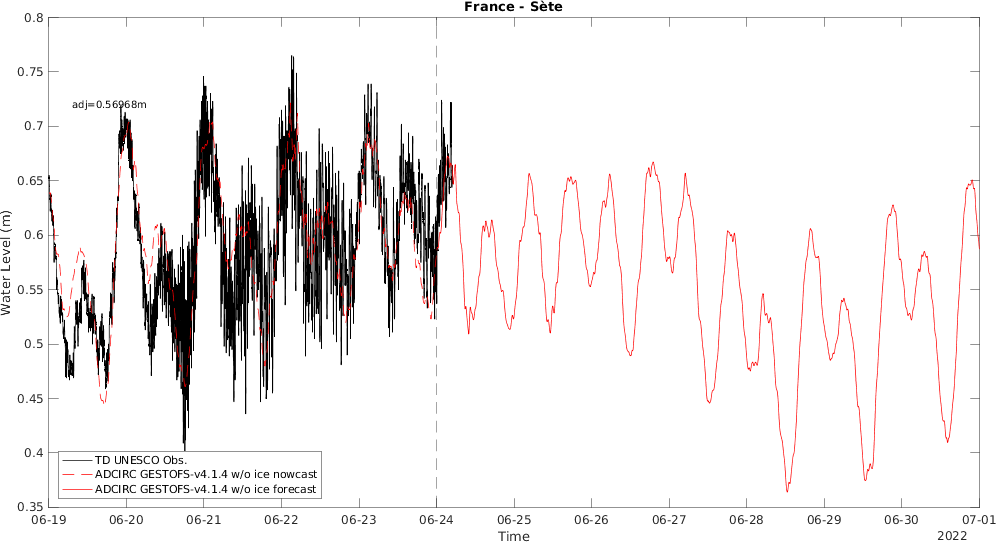 France - Sète
0.8
0.75
0.7
0.65
0.6
0.55
0.5
0.45
0.4
0.35
Water Level (m)
adj=0.56968m
TD UNESCO Obs.
ADCIRC GESTOFS-v4.1.4 w/o ice nowcast
ADCIRC GESTOFS-v4.1.4 w/o ice forecast
06-19 06-20 06-21 06-22 06-23 06-24 06-25 06-26 06-27 06-28 06-29 06-30 07-01
Time
2022